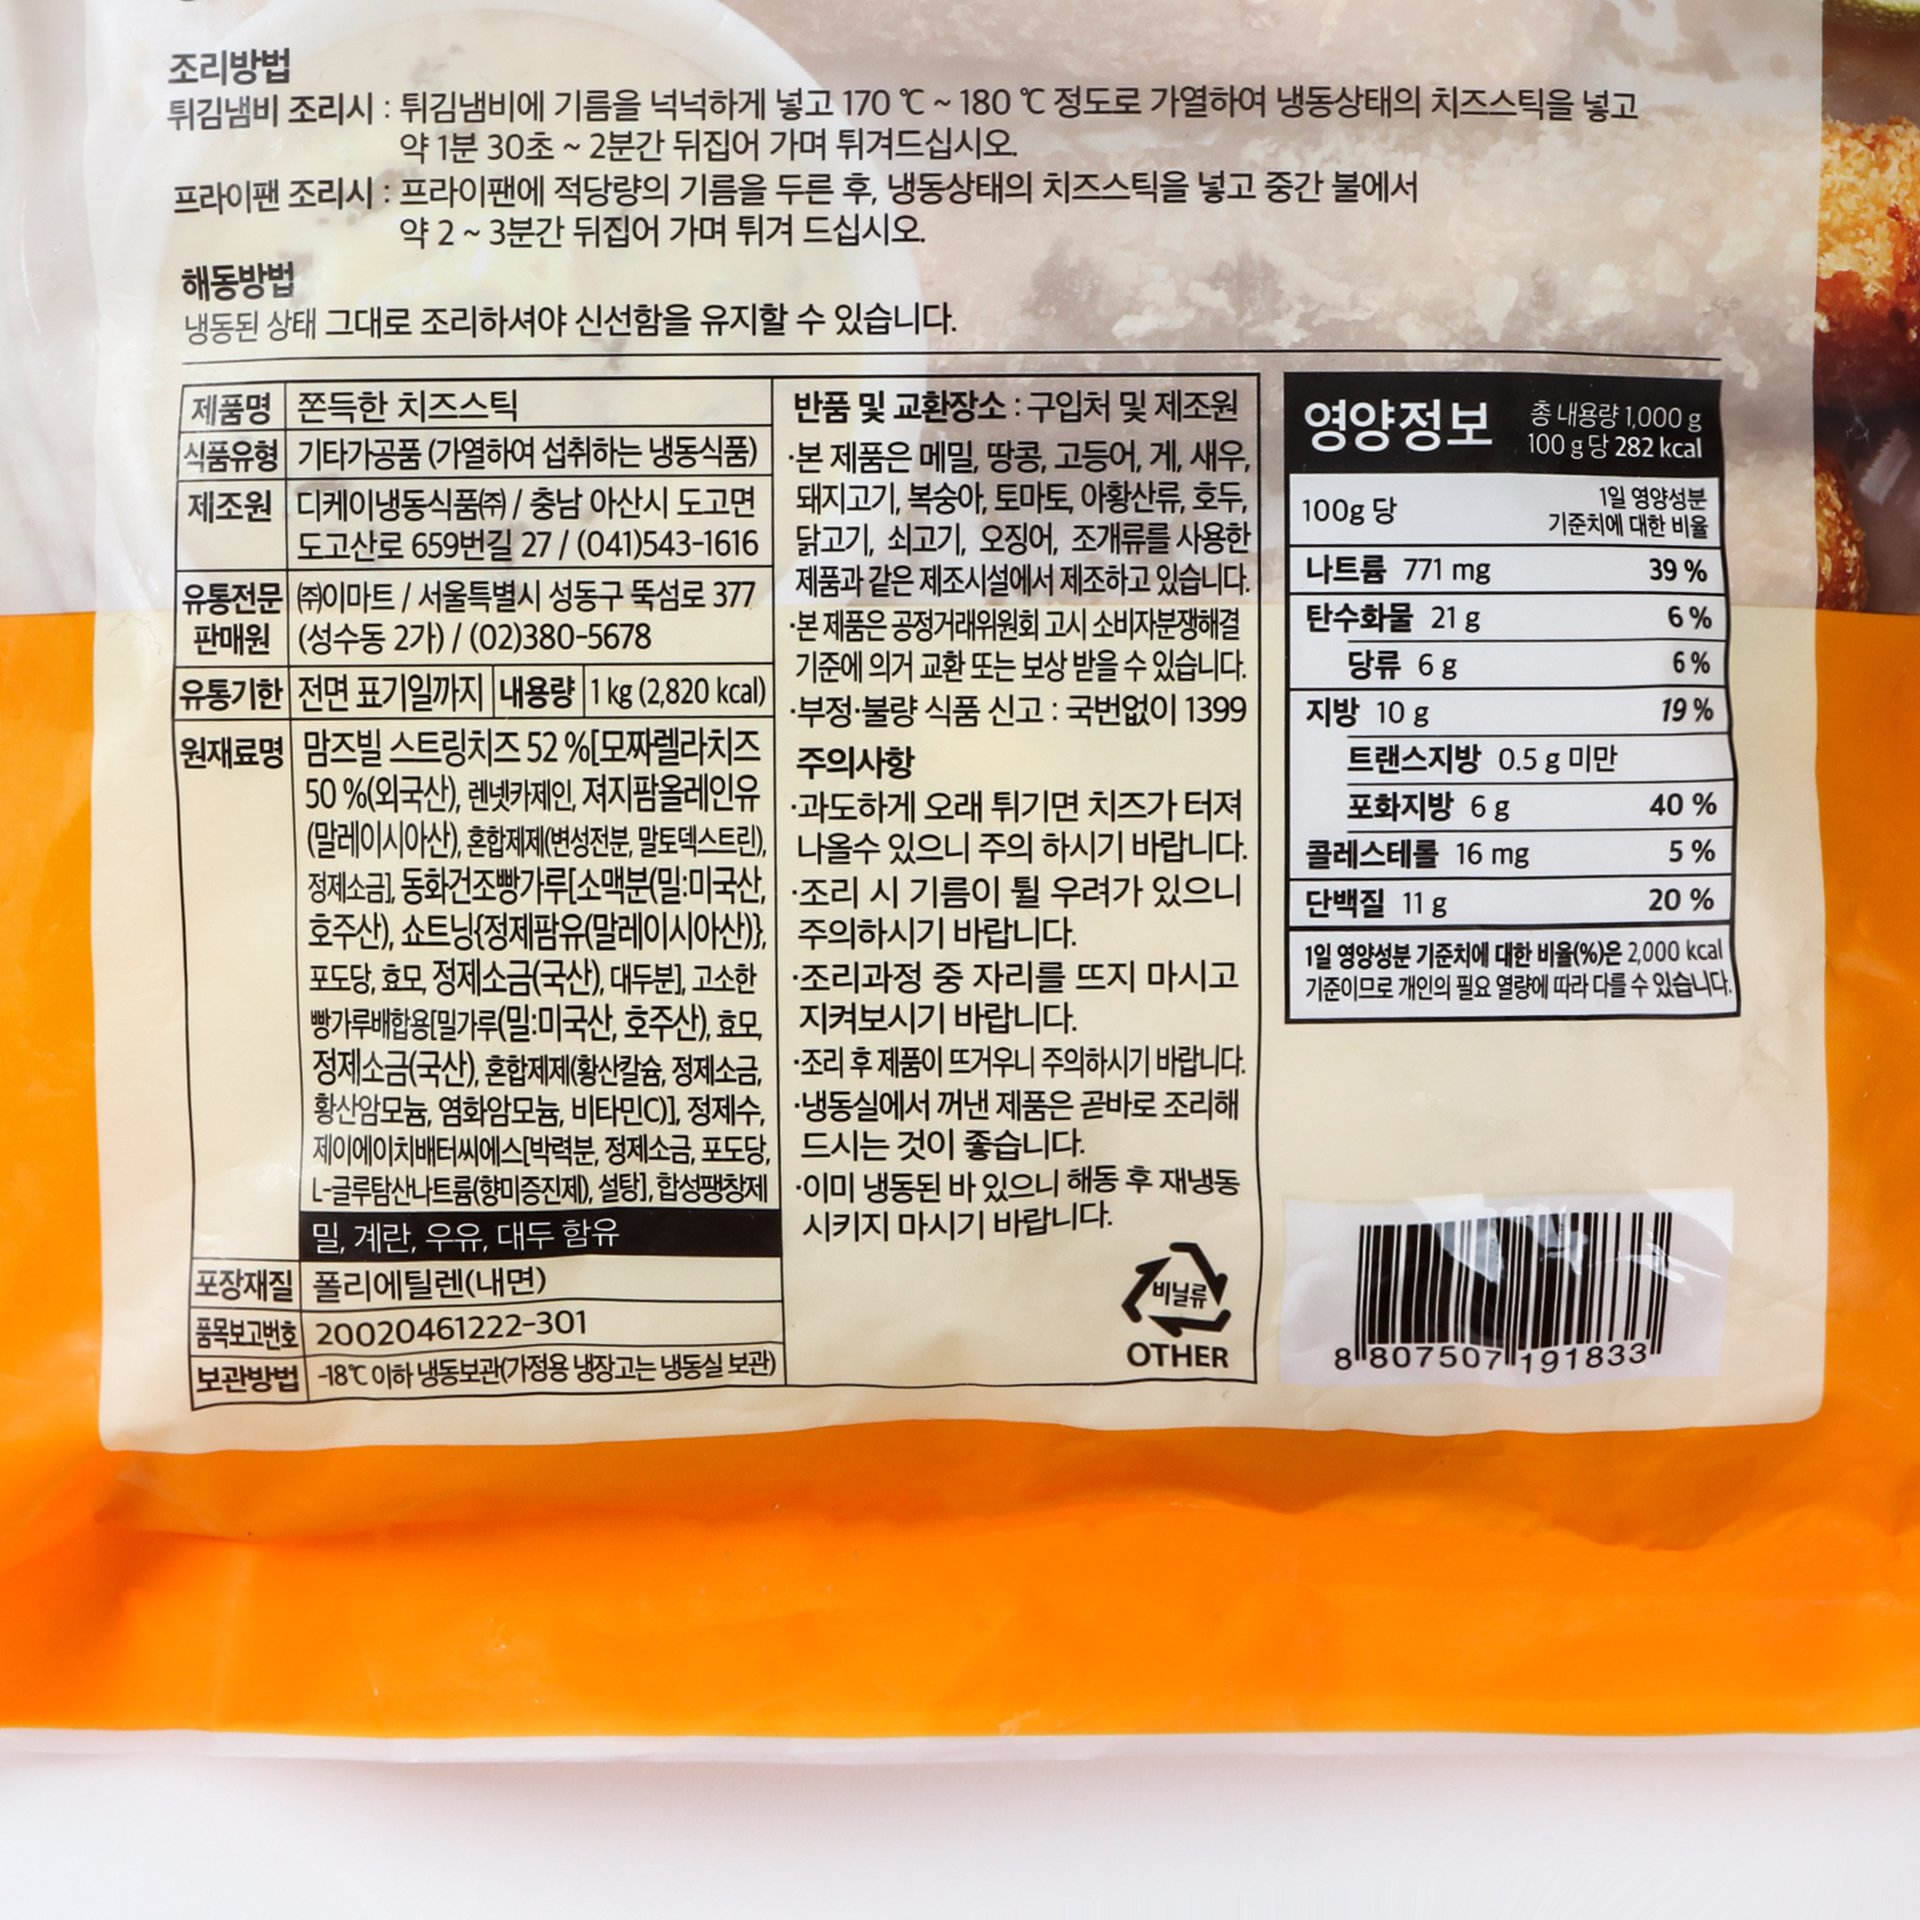 조리방법
튀김냄비 조리시 : 튀김냄비에 기름을 넉넉하게 넣고 170 ℃ ~ 180 ℃ 정도로 가열하여 냉동상태의 치즈스틱을 넣고
약 1분 30초 ~ 2분간 뒤집어 가며 튀겨드십시오.
프라이팬 조리시 : 프라이팬에 적당량의 기름을 두른 후, 냉동상태의 치즈스틱을 넣고 중간 불에서
약 2 ~ 3분간 뒤집어 가며 튀겨 드십시오.
해동방법
냉동된 상태 그대로 조리하셔야 신선함을 유지할 수 있습니다.
제품명 쫀득한 치즈스틱
식품유형 기타가공품 (가열하여 섭취하는 냉동식품)
제조원 디케이냉동식품㈜ / 충남 아산시 도고면
도고산로 659번길 27 / (041)543-1616
유통전문 ㈜이마트 / 서울특별시 성동구 뚝섬로 377
판매원 (성수동 2가) / (02)380-5678
유통기한 전면 표기일까지 내용량 1 kg (2,820 kcal)
원재료명 맘즈빌 스트링치즈 52 %[모짜렐라치즈
50 %(외국산), 렌넷카제인, 져지팜올레인유
(말레이시아산), 혼합제제(변성전분, 말토덱스트린),
정제소금], 동화건조빵가루[소맥분(밀:미국산,
호주산), 쇼트닝{정제팜유(말레이시아산)},
포도당, 효모, 정제소금(국산), 대두분], 고소한
빵가루배합용[밀가루(밀:미국산, 호주산), 효모,
정제소금(국산), 혼합제제(황산칼슘, 정제소금,
황산암모늄, 염화암모늄, 비타민C)], 정제수,
제이에이치배터씨에스[박력분, 정제소금, 포도당,
L-글루탐산나트륨(향미증진제), 설탕], 합성팽창제
밀, 계란, 우유, 대두 함유
포장재질 폴리에틸렌(내면)
품목보고번호 20020461222-301
보관방법 -18℃ 이하 냉동보관(가정용 냉장고는 냉동실 보관)
반품 및 교환장소 : 구입처 및 제조원
·본 제품은 메밀, 땅콩, 고등어, 게, 새우,
돼지고기, 복숭아, 토마토, 아황산류, 호두,
닭고기, 쇠고기, 오징어, 조개류를 사용한
제품과 같은 제조시설에서 제조하고 있습니다.
·본 제품은 공정거래위원회 고시 소비자분쟁해결
기준에 의거 교환 또는 보상 받을 수 있습니다.
·부정·불량 식품 신고 : 국번없이 1399
주의사항
·과도하게 오래 튀기면 치즈가 터져
나올수 있으니 주의 하시기 바랍니다.
·조리 시 기름이 튈 우려가 있으니
주의하시기 바랍니다.
·조리과정 중 자리를 뜨지 마시고
지켜보시기 바랍니다.
·조리 후 제품이 뜨거우니 주의하시기 바랍니다.
·냉동실에서 꺼낸 제품은 곧바로 조리해
드시는 것이 좋습니다.
·이미 냉동된 바 있으니 해동 후 재냉동
시키지 마시기 바랍니다.
비닐류
OTHER
영양정보 총 내용량 1,000 g
100 g 당 282 kcal
100g 당 1일 영양성분
기준치에 대한 비율
나트륨 771 mg 39 %
탄수화물 21 g 6 %
당류 6 g 6 %
지방 10 g 19 %
트랜스지방 0.5 g 미만
포화지방 6 g 40 %
콜레스테롤 16 mg 5 %
단백질 11 g 20 %
1일 영양성분 기준치에 대한 비율(%)은 2,000 kcal
기준이므로 개인의 필요 열량에 따라 다를 수 있습니다.
8 807507 191833